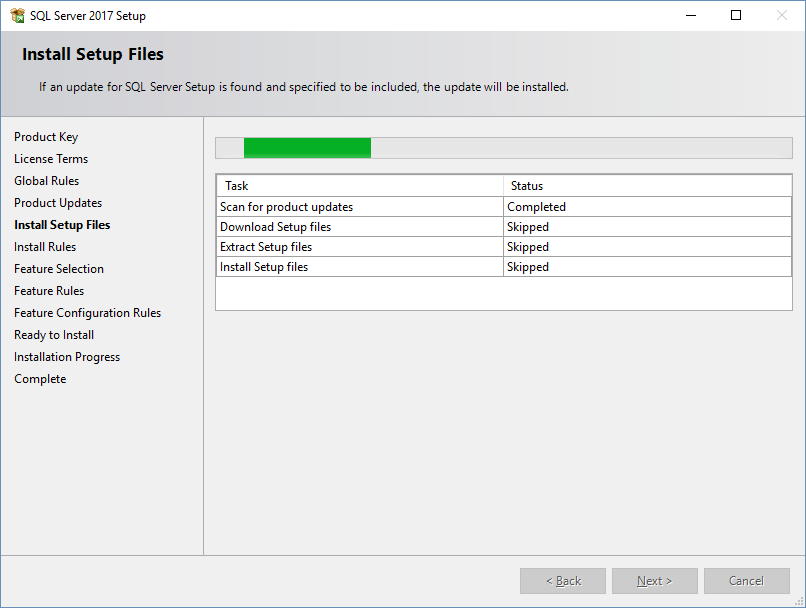 SQL Server 2017 Setup
Install Setup Files
If an update for SQL Server Setup is found and specified to be included, the update will be installed.
Product Key
License Terms
Global Rules
Product Updates
Install Setup Files
Install Rules
Feature Selection
Feature Rules
Feature Configuration Rules
Ready to Install
Installation Progress
Complete
Task Status
Scan for product updates Completed
Download Setup files Skipped
Extract Setup files Skipped
Install Setup files Skipped
< Back Next > Cancel